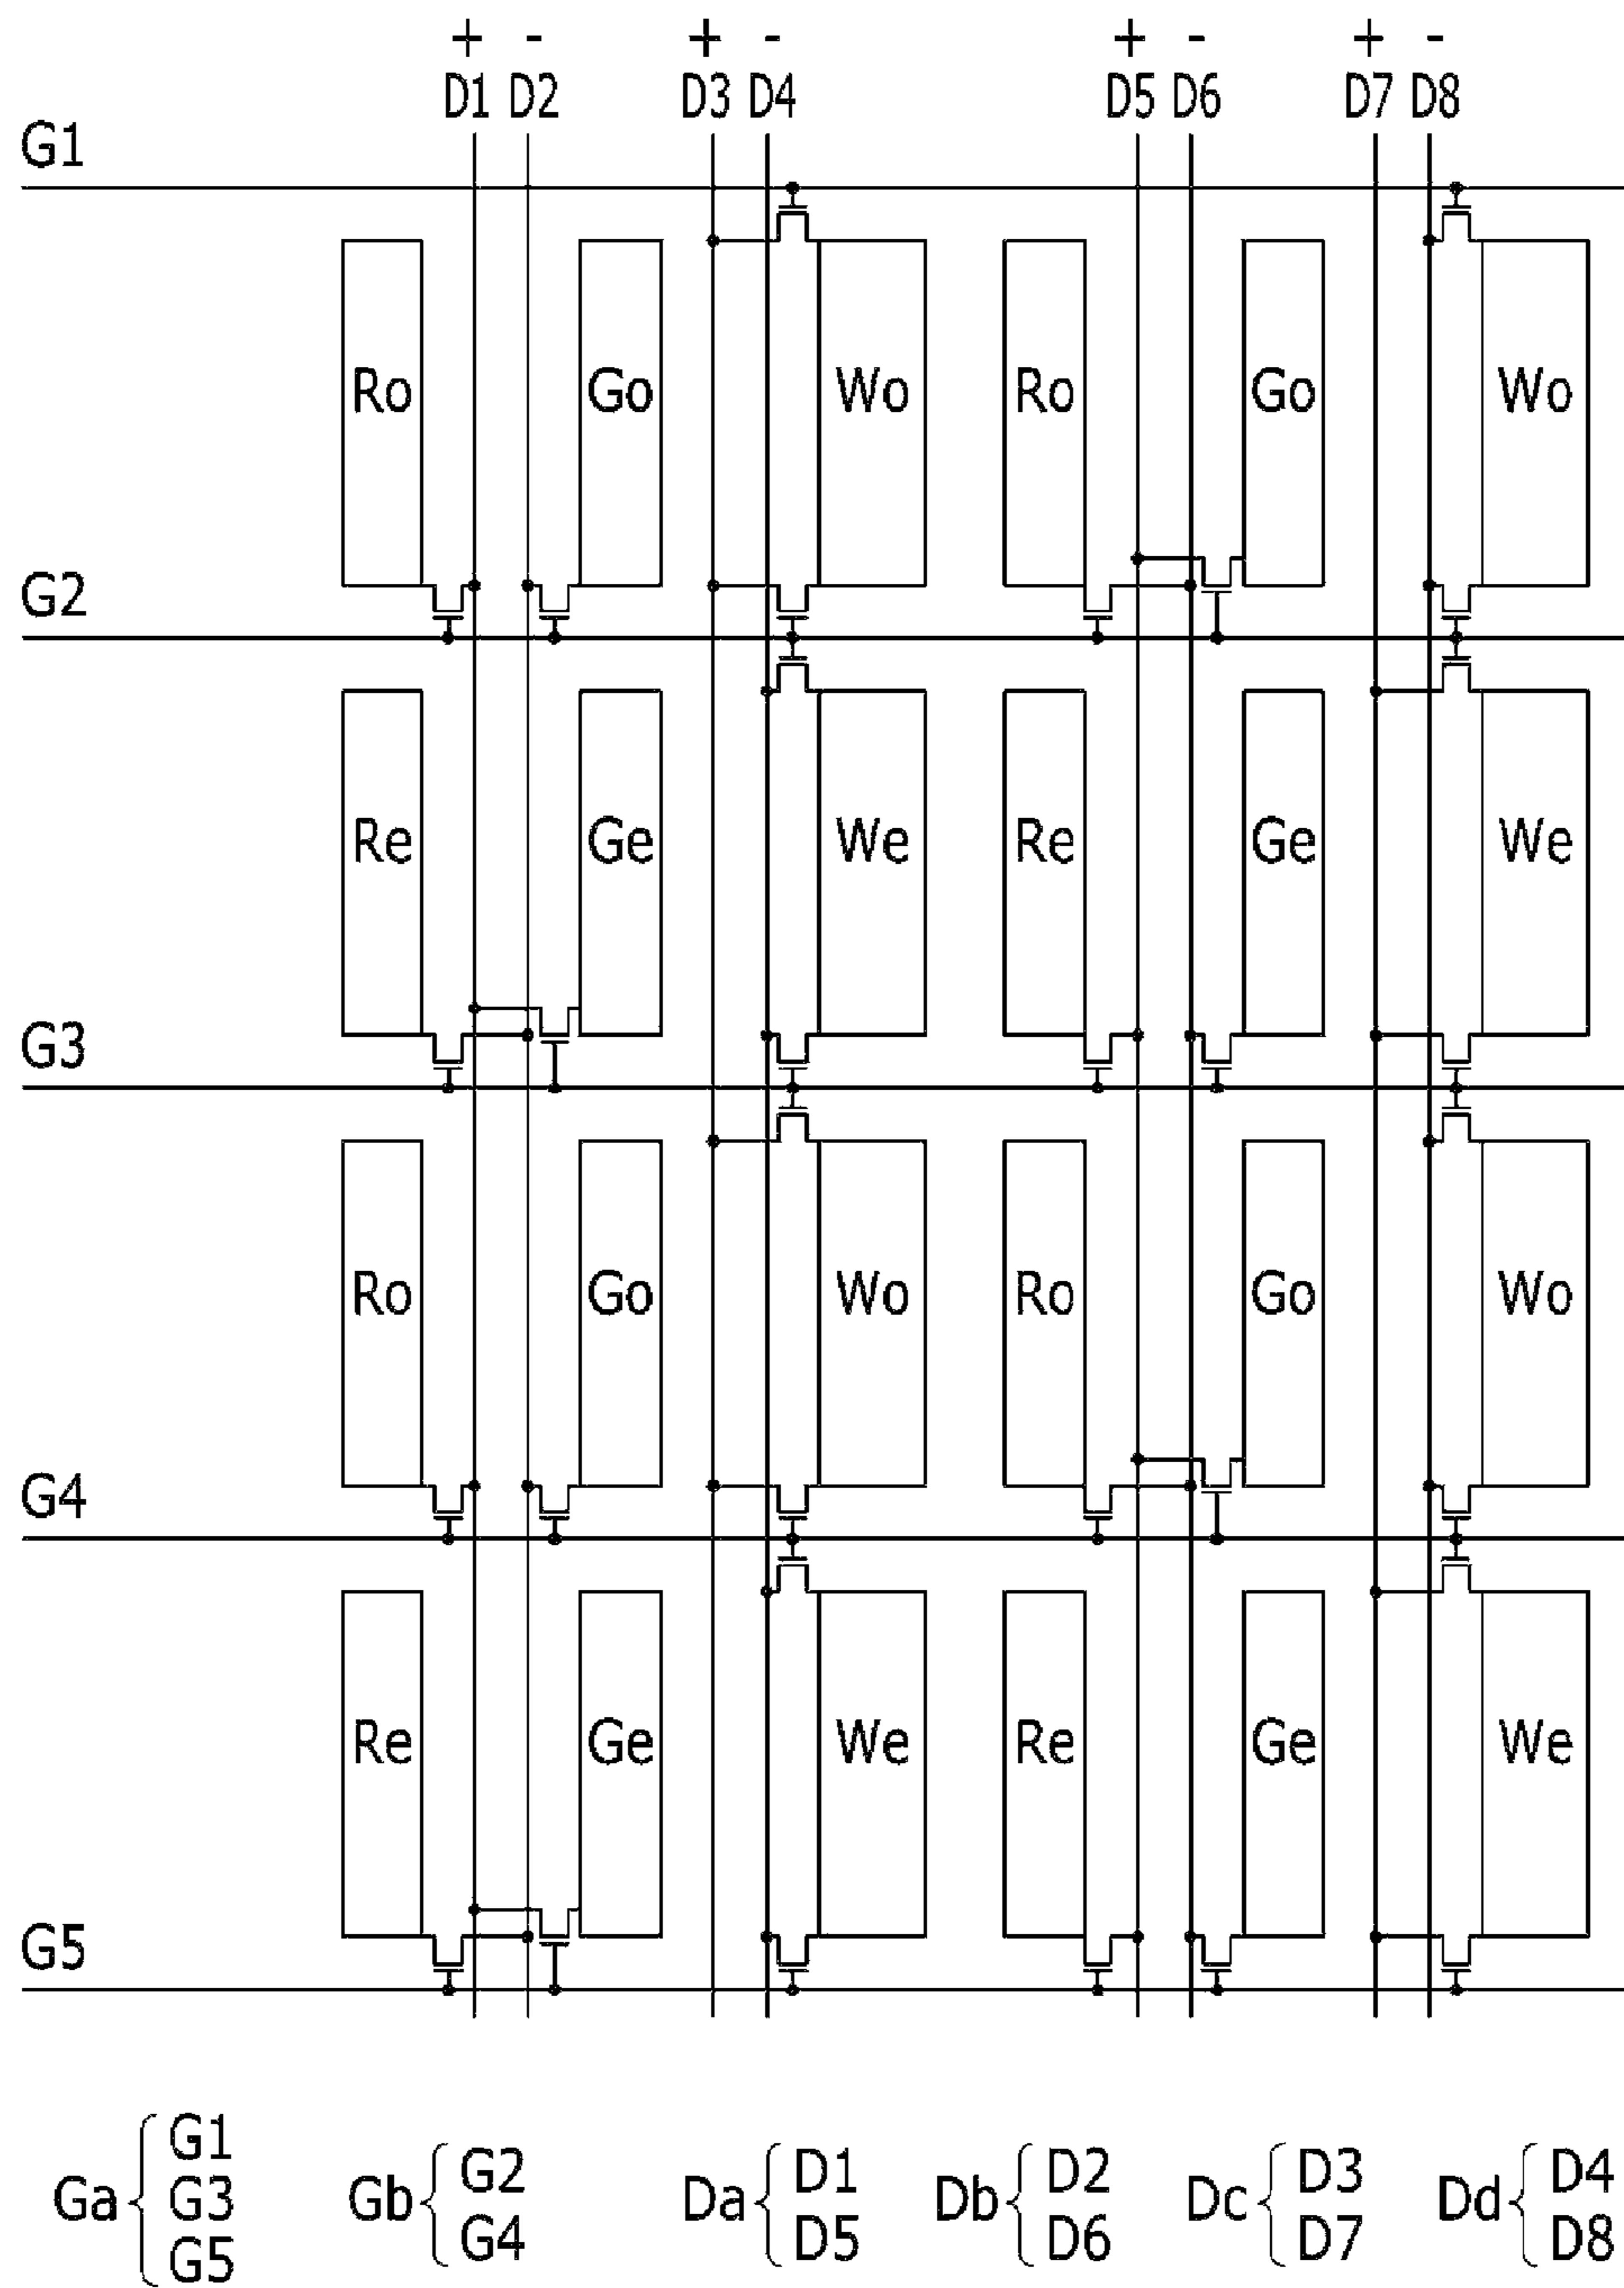 + - + - + - + -
D1 D2 D3 D4 D5 D6 D7 D8
G1
Ro Go Wo Ro Go Wo
G2
Re Ge We Re Ge We
G3
Ro Go Wo Ro Go Wo
G4
Re Ge We Re Ge We
G5
Ga { G1 G3 G5
Gb { G2 G4
Da { D1 D5
Db { D2 D6
Dc { D3 D7
Dd { D4 D8